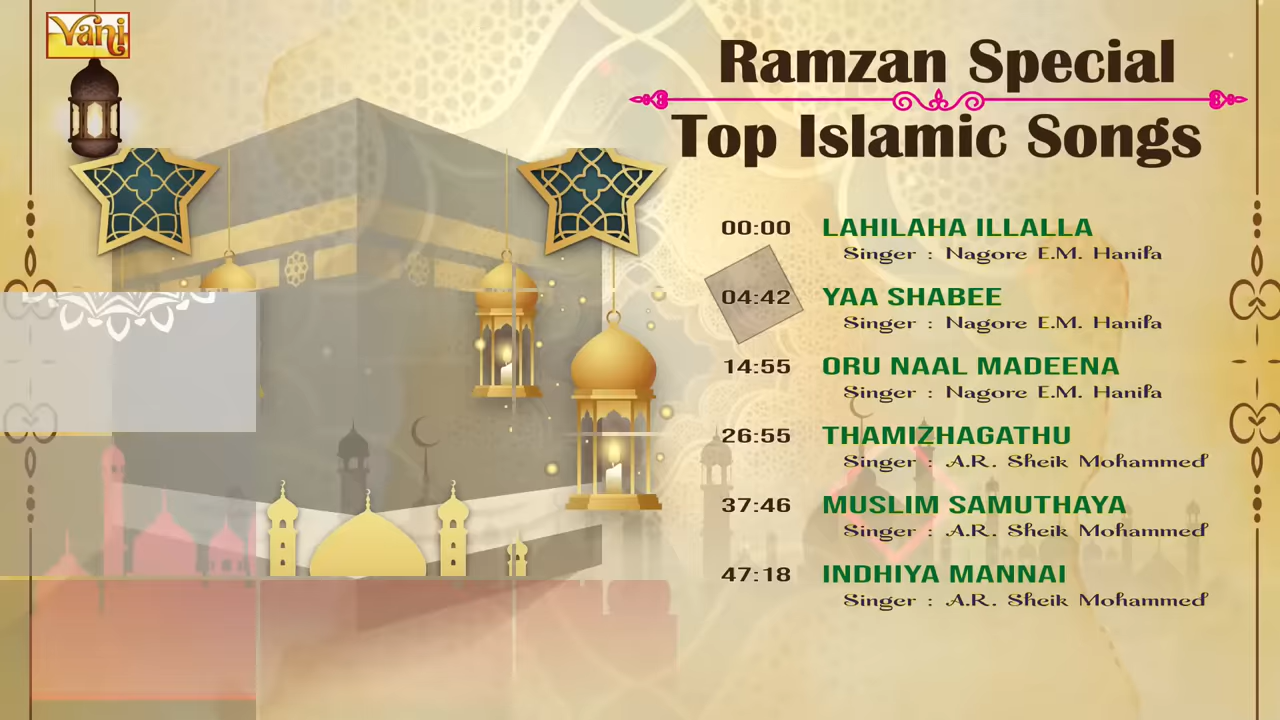 Vani
Ramzan Special
Top Islamic Songs
00:00 LAHILAHA ILLALLA
Singer : Nagore E.M. Hanifa
04:42 YAA SHABEE
Singer : Nagore E.M. Hanifa
14:55 ORU NAAL MADEENA
Singer : Nagore E.M. Hanifa
26:55 THAMIZHAGATHU
Singer : A.R. Sheik Mohammed
37:46 MUSLIM SAMUTHAYA
Singer : A.R. Sheik Mohammed
47:18 INDHIYA MANNAI
Singer : A.R. Sheik Mohammed